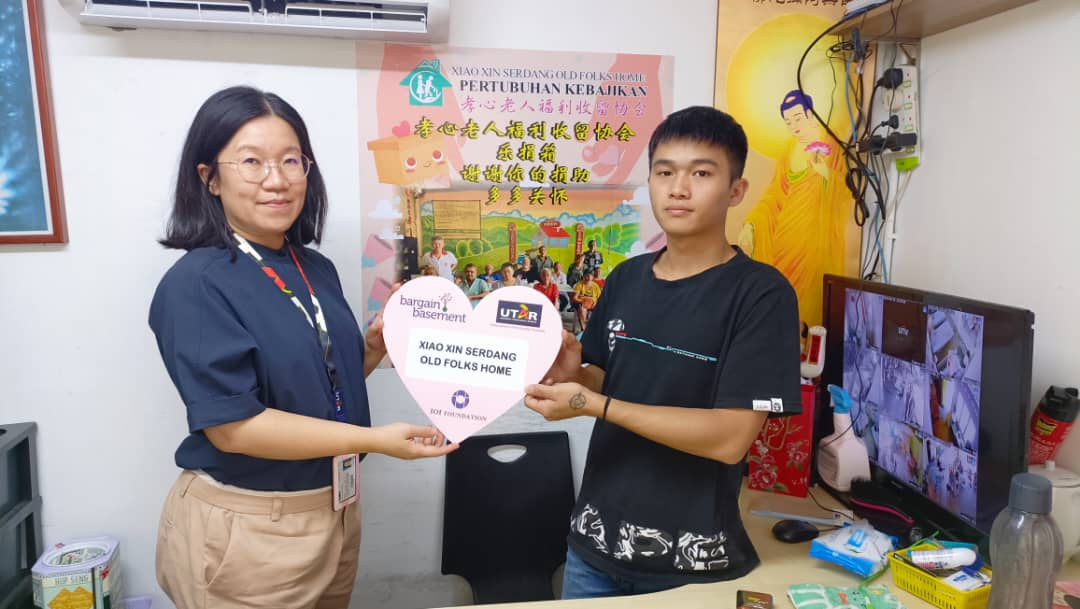 XIAO XIN SERDANG OLD FOLKS HOME
PERTUBUHAN KEBAJIKAN
孝心老人福利收留协会
孝心老人福利收留协会
乐捐箱
谢谢你的捐助
多多关怀
bargain
basement
UTAR
XIAO XIN SERDANG
OLD FOLKS HOME
IOI FOUNDATION
HUP SENG